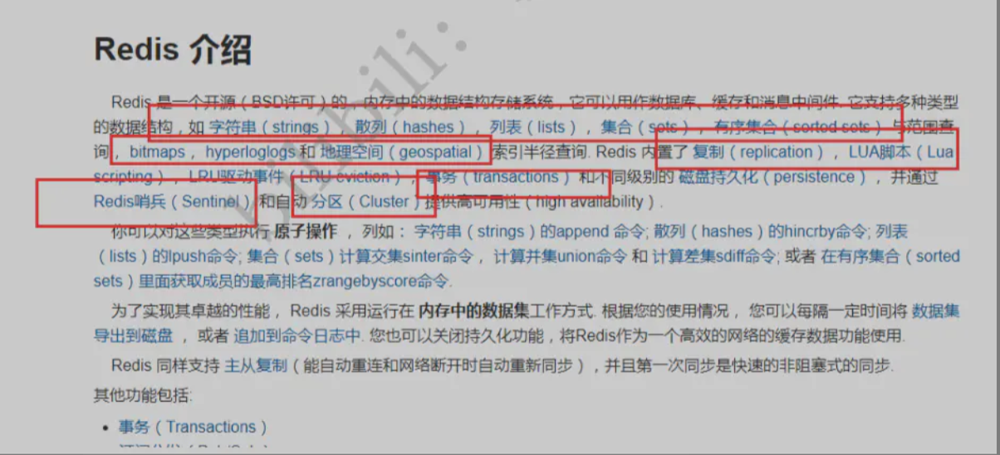 Redis 介绍
bilibili:
Redis 是一个开源（BSD许可）的，内存中的数据结构存储系统，它可以用作数据库、缓存和消息中间件. 它支持多种类型
的数据结构，如 字符串（strings）， 散列（hashes）， 列表（lists）， 集合（sets）， 有序集合（sorted sets） 与范围查
询， bitmaps， hyperloglogs 和 地理空间（geospatial） 索引半径查询. Redis 内置了 复制（replication）， LUA脚本（Lua
scripting）， LRU驱动事件（LRU eviction）， 事务（transactions） 和不同级别的 磁盘持久化（persistence）， 并通过
Redis哨兵（Sentinel）和自动 分区（Cluster）提供高可用性（high availability）.
你可以对这些类型执行 原子操作 ， 列如： 字符串（strings）的append 命令; 散列（hashes）的hincrby命令; 列表
（lists）的lpush命令; 集合（sets）计算交集sinter命令， 计算并集union命令 和 计算差集sdiff命令; 或者 在有序集合（sorted
sets）里面获取成员的最高排名zrangebyscore命令.
为了实现其卓越的性能， Redis 采用运行在 内存中的数据集工作方式. 根据您的使用情况， 您可以每隔一定时间将 数据集
导出到磁盘 ， 或者 追加到命令日志中. 您也可以关闭持久化功能，将Redis作为一个高效的网络的缓存数据功能使用.
Redis 同样支持 主从复制（能自动重连和网络断开时自动重新同步），并且第一次同步是快速的非阻塞式的同步.
其他功能包括:
• 事务（Transactions）